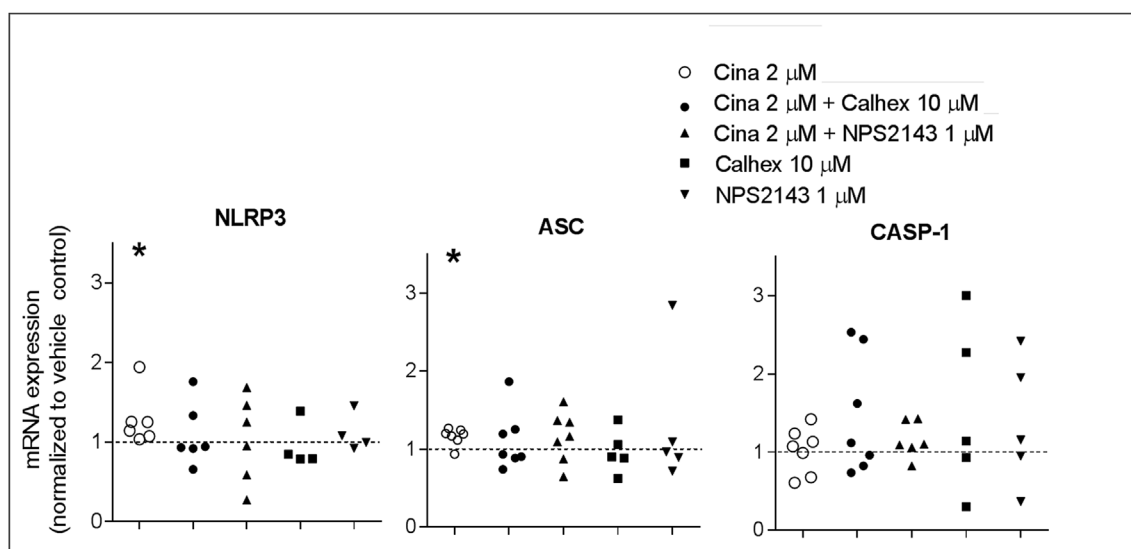 Cina 2 μM
Cina 2 μM + Calhex 10 μM
Cina 2 μM + NPS2143 1 μM
Calhex 10 μM
NPS2143 1 μM
NLRP3
ASC
CASP-1
mRNA expression
(normalized to vehicle control)
*
3
2
1
0
*
3
2
1
0
3
2
1
0